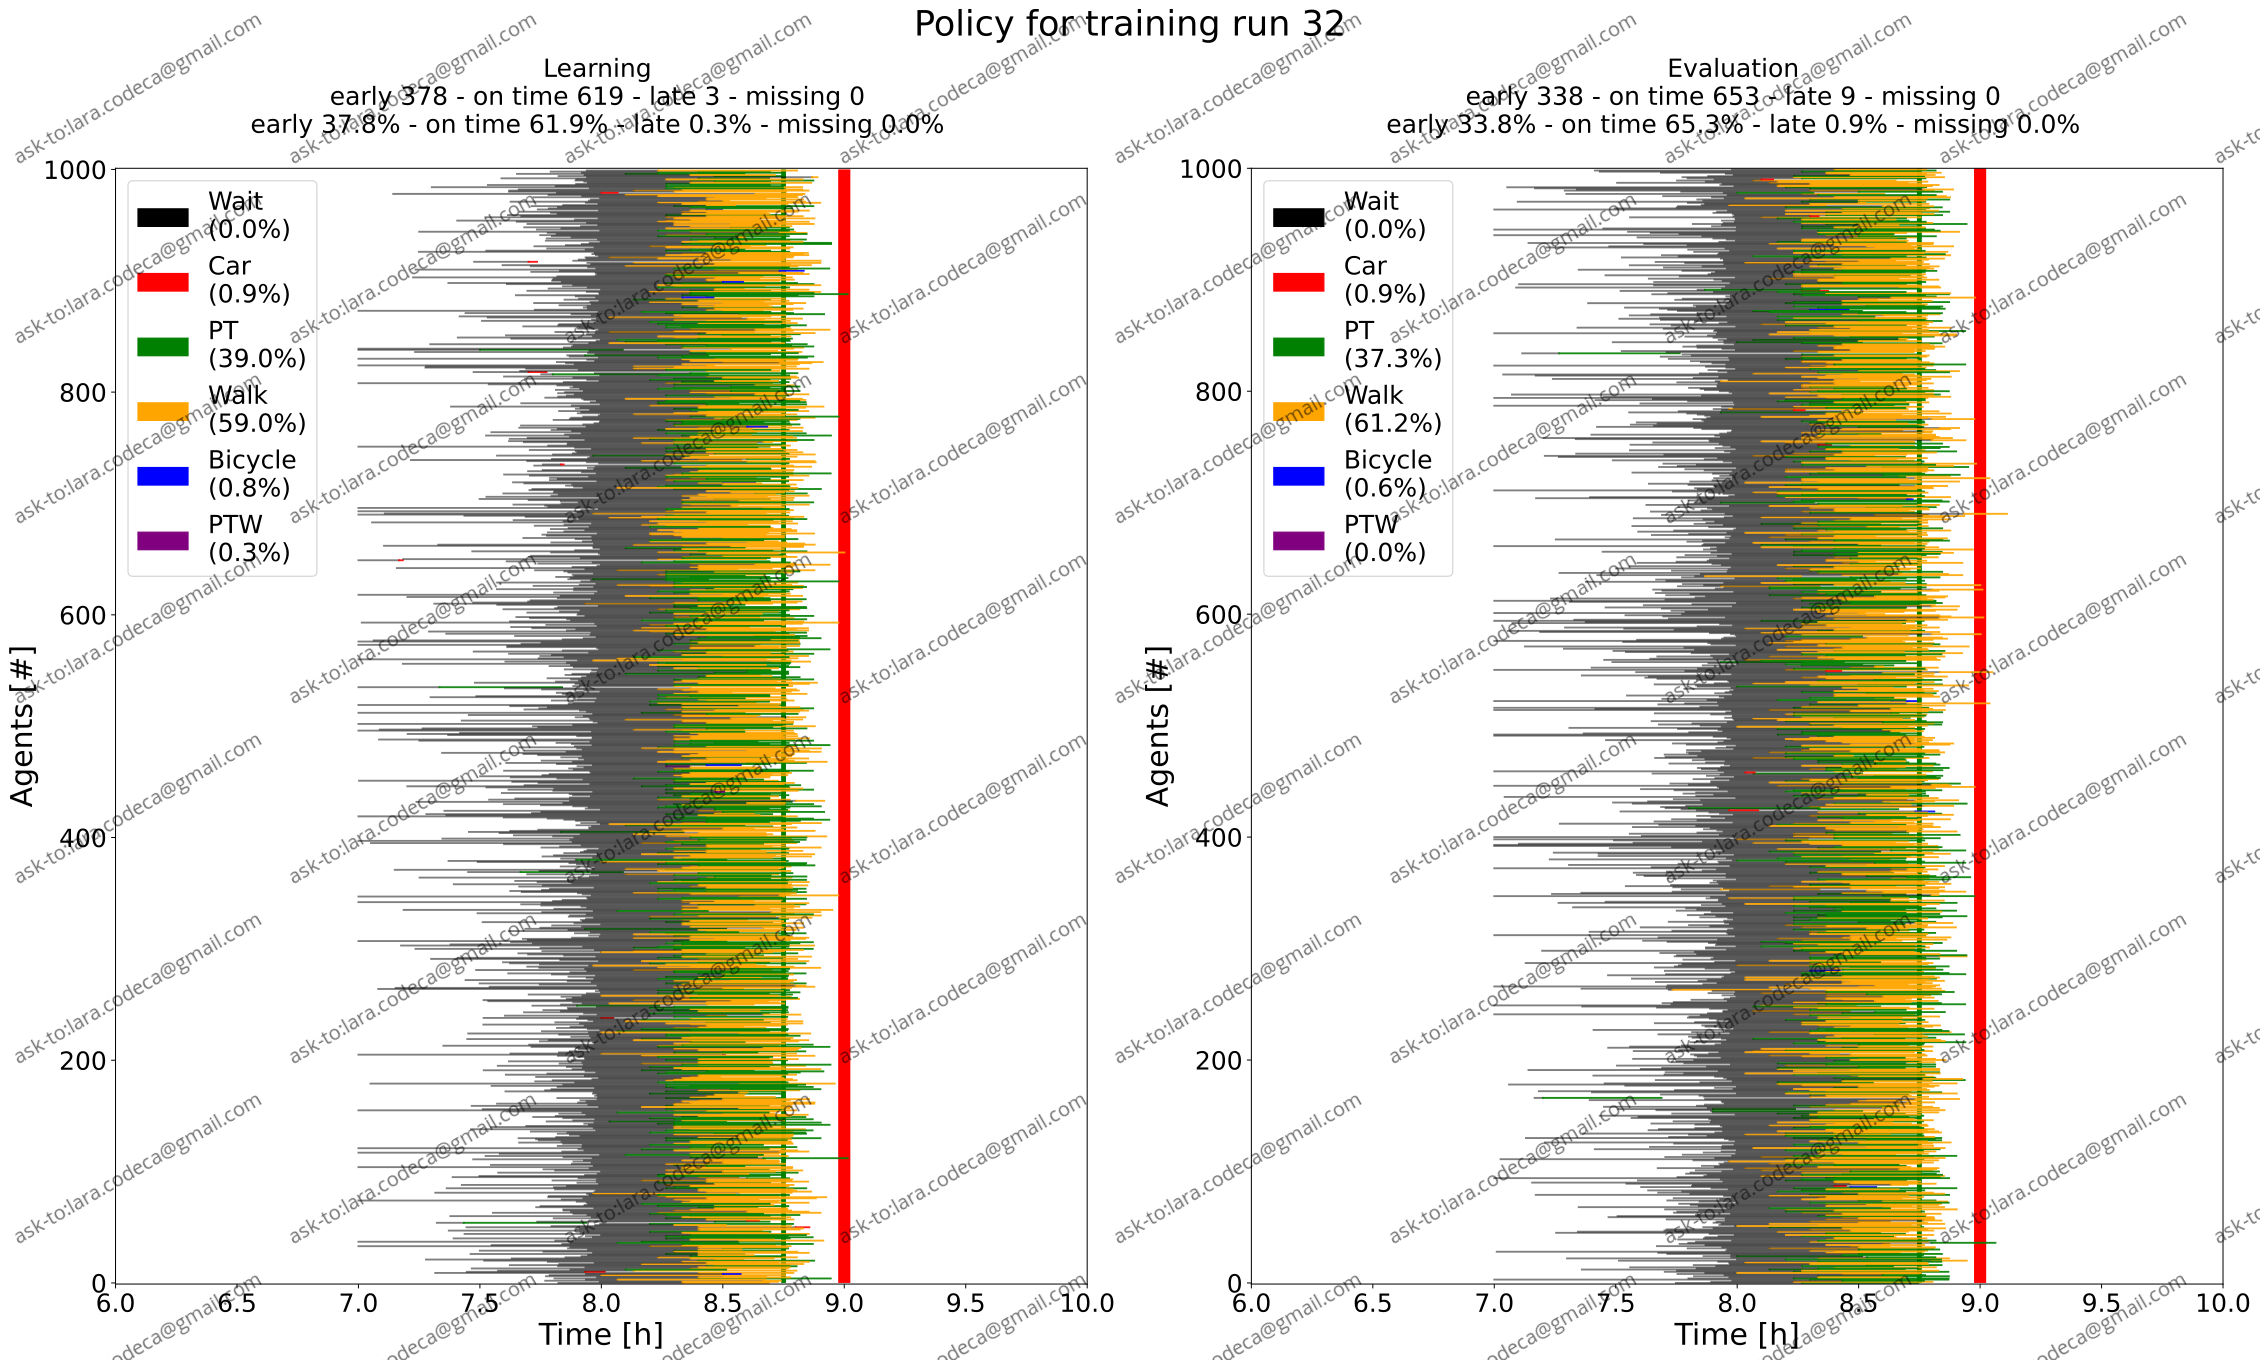 Policy for training run 32
Learning
early 378 - on time 619 - late 3 - missing 0
early 37.8% - on time 61.9% - late 0.3% - missing 0.0%
Wait
(0.0%)
Car
(0.9%)
PT
(39.0%)
Walk
(59.0%)
Bicycle
(0.8%)
PTW
(0.3%)
Agents [#]
1000
800
600
400
200
0
6.0 6.5 7.0 7.5 8.0 8.5 9.0 9.5 10.0
Time [h]
Evaluation
early 338 - on time 653 - late 9 - missing 0
early 33.8% - on time 65.3% - late 0.9% - missing 0.0%
Wait
(0.0%)
Car
(0.9%)
PT
(37.3%)
Walk
(61.2%)
Bicycle
(0.6%)
PTW
(0.0%)
Agents [#]
1000
800
600
400
200
0
6.0 6.5 7.0 7.5 8.0 8.5 9.0 9.5 10.0
Time [h]
ask-to:lara.codeca@gmail.com